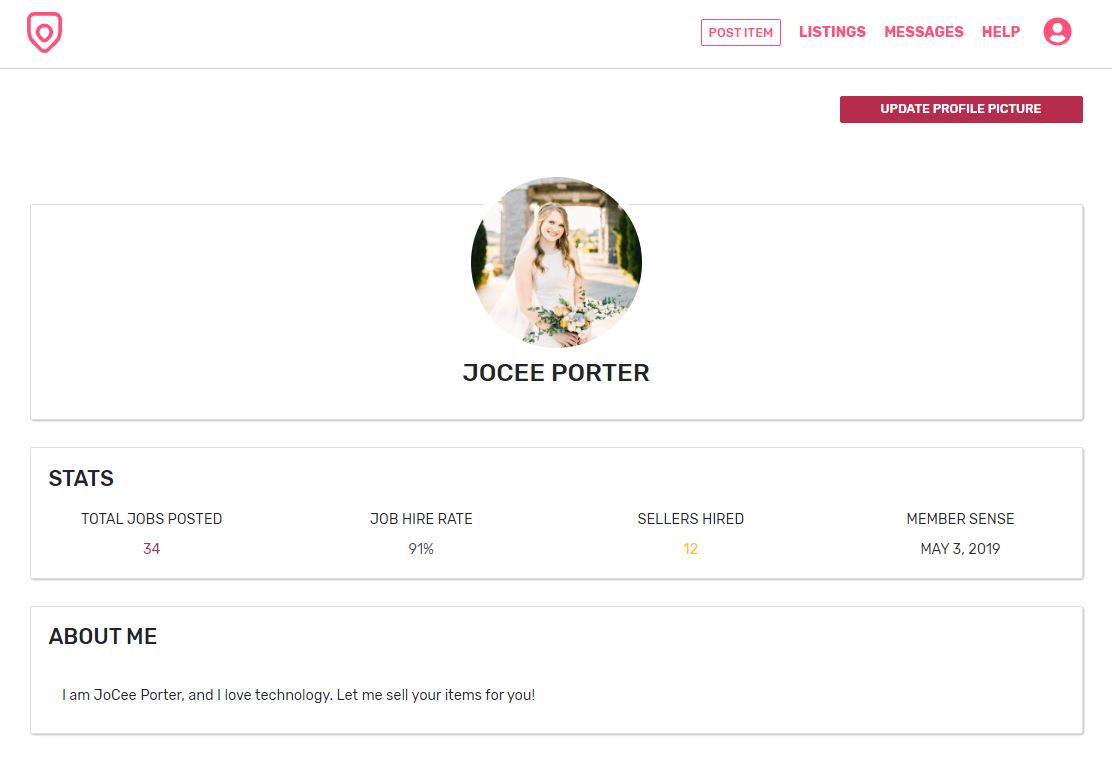 POST ITEM LISTINGS MESSAGES HELP
UPDATE PROFILE PICTURE
JOCEE PORTER
STATS
TOTAL JOBS POSTED JOB HIRE RATE SELLERS HIRED MEMBER SENSE
34 91% 12 MAY 3, 2019
ABOUT ME
I am JoCee Porter, and I love technology. Let me sell your items for you!